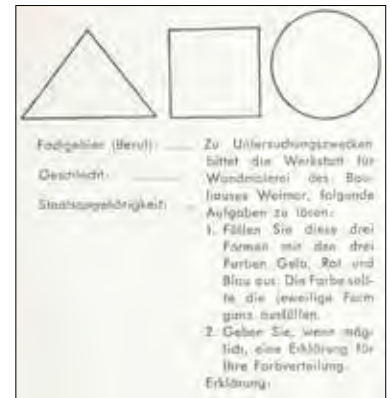 Fachgebiet (Beruf):
Geschlecht:
Staatsangehörigkeit:
Zu Untersuchungszwecken
bittet die Werkstatt für
Wandmalerei des Bau-
hauses Weimar, folgende
Aufgaben zu lösen:
1. Füllen Sie diese drei
Formen mit den drei
Farben Gelb, Rot und
Blau aus. Die Farbe soll-
te die jeweilige Form
ganz ausfüllen.
2. Geben Sie, wenn mög-
lich, eine Erklärung für
Ihre Farbverteilung.
Erklärung: